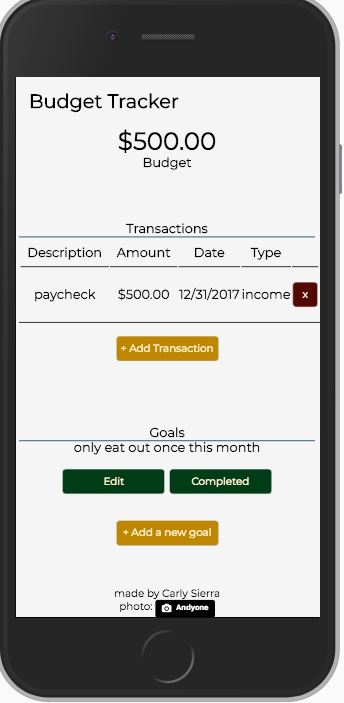 Budget Tracker
$500.00
Budget
Transactions
Description Amount Date Type
paycheck $500.00 12/31/2017 income x
+ Add Transaction
Goals
only eat out once this month
Edit Completed
+ Add a new goal
made by Carly Sierra
photo: Andyone